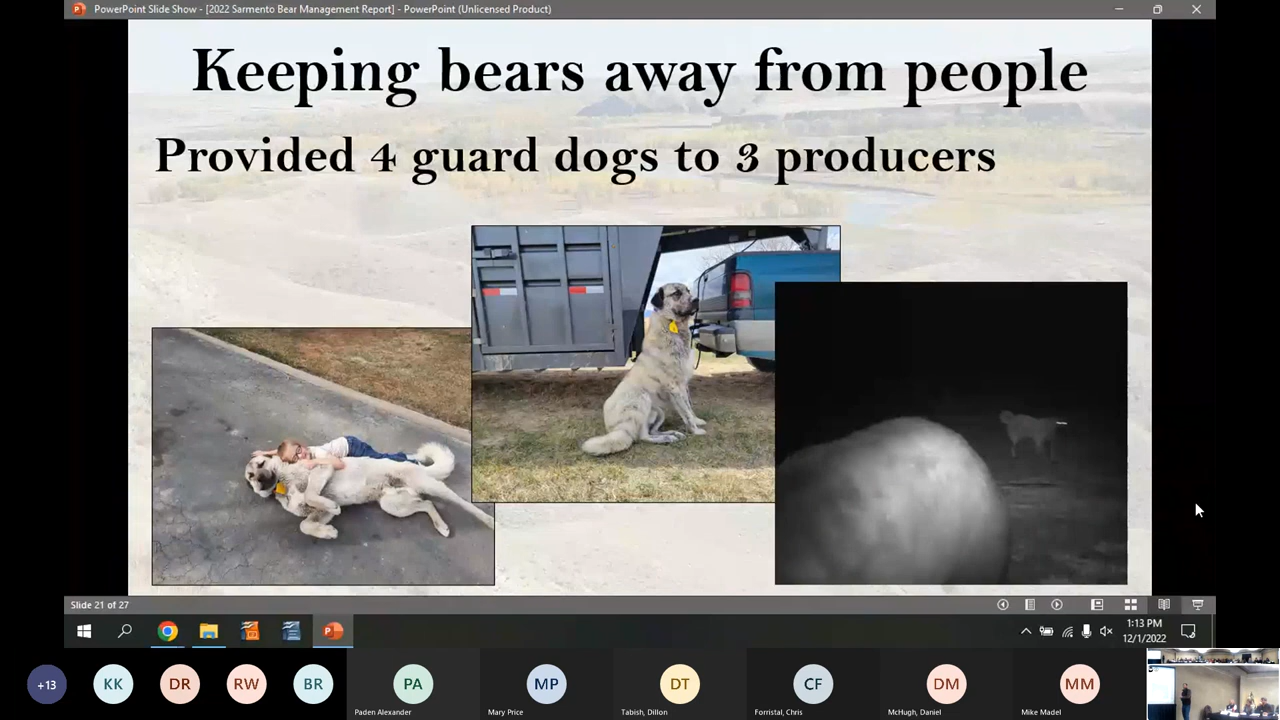 PowerPoint Slide Show - [2022 Sarmento Bear Management Report] - PowerPoint (Unlicensed Product)
Keeping bears away from people
Provided 4 guard dogs to 3 producers
Slide 21 of 27
1:13 PM
12/1/2022
+13
KK
DR
RW
BR
PA
MP
DT
CF
DM
MM
Paden Alexander
Mary Price
Tabish, Dillon
Forristal, Chris
McHugh, Daniel
Mike Madel